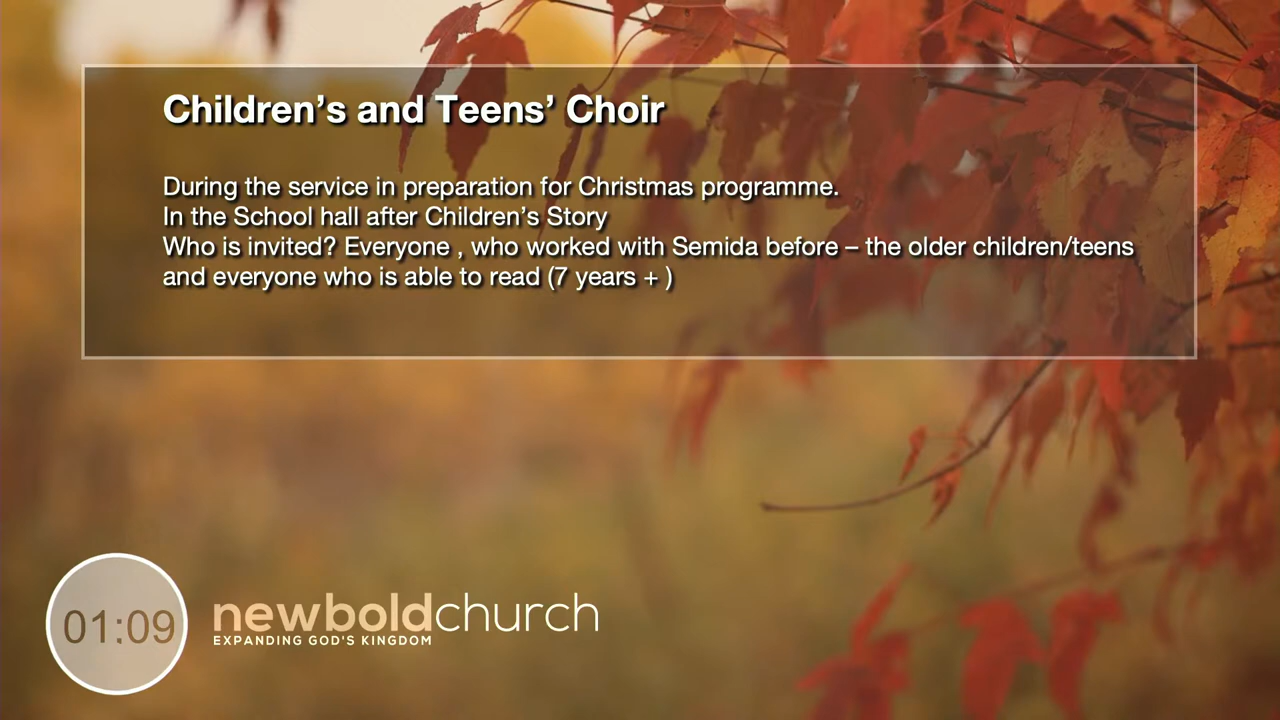 Children’s and Teens’ Choir
During the service in preparation for Christmas programme.
In the School hall after Children’s Story
Who is invited? Everyone , who worked with Semida before – the older children/teens
and everyone who is able to read (7 years + )
01:09
newboldchurch
EXPANDING GOD'S KINGDOM